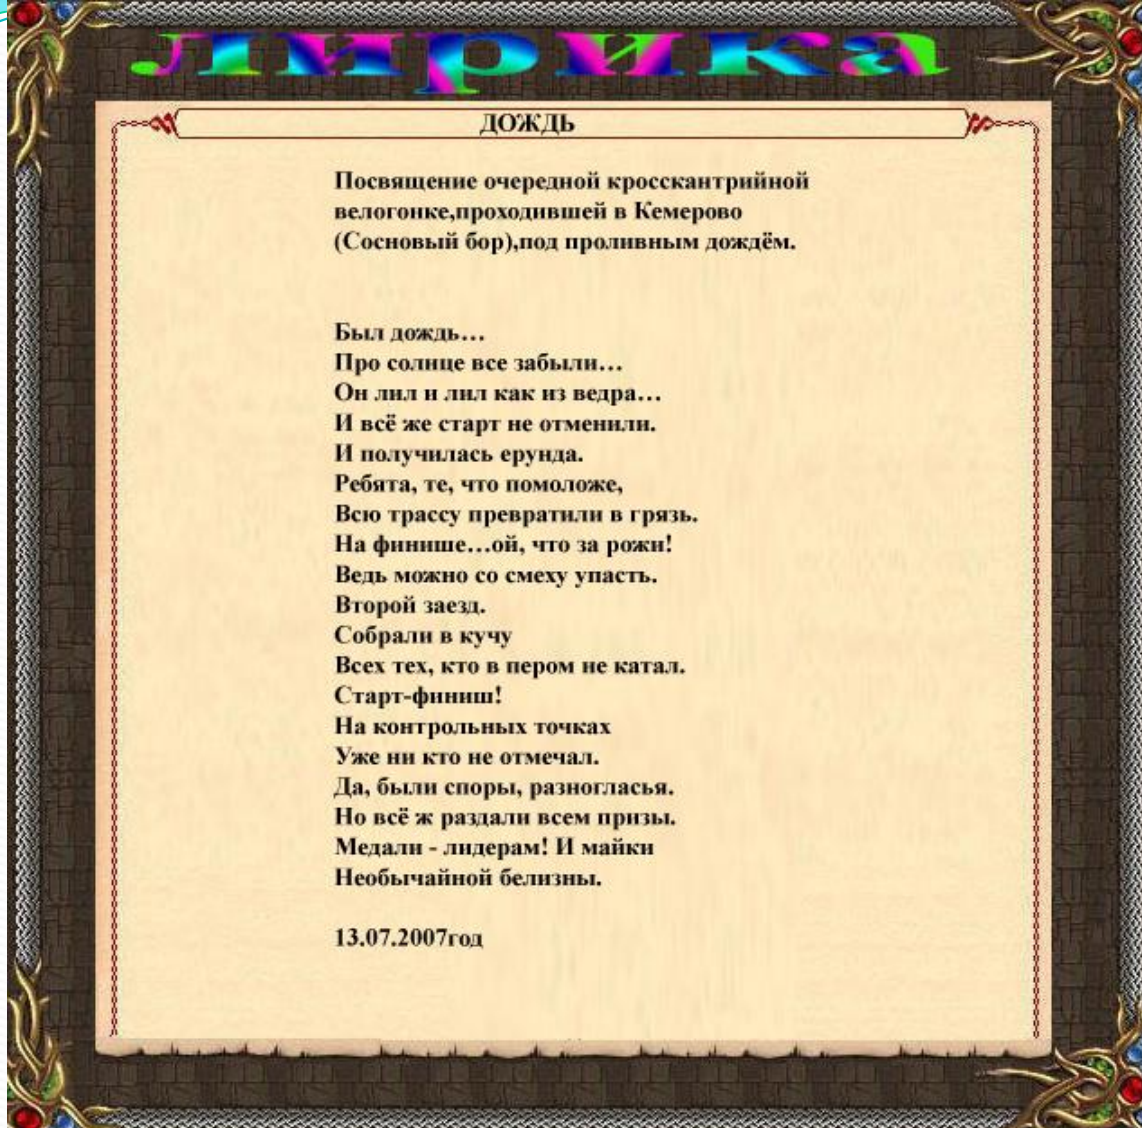 лирика
ДОЖДЬ
Посвящение очередной кросскантрийной
велогонке,проходившей в Кемерово
(Сосновый бор),под проливным дождём.
Был дождь…
Про солнце все забыли…
Он лил и лил как из ведра…
И всё же старт не отменили.
И получилась ерунда.
Ребята, те, что помоложе,
Всю трассу превратили в грязь.
На финише…ой, что за рожи!
Ведь можно со смеху упасть.
Второй заезд.
Собрали в кучу
Всех тех, кто в пером не катал.
Старт-финиш!
На контрольных точках
Уже ни кто не отмечал.
Да, были споры, разногласья.
Но всё ж раздали всем призы.
Медали - лидерам! И майки
Необычайной белизны.
13.07.2007год